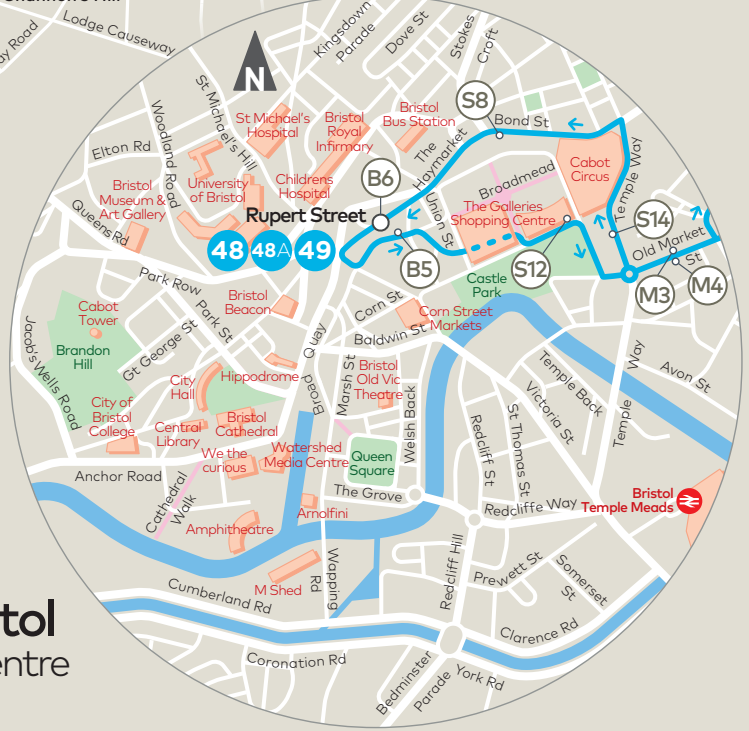 Lodge Causeway
Kingsdown
Parade
Dove St
Stokes
Croft
N
St Michael's Hill
Woodland Road
Elton Rd
St Michael's
Hospital
Bristol
Royal
Infirmary
Bristol
Bus Station
S8
Bond St
The
Haymarket
Cabot
Circus
Temple Way
Broadmead
Bristol
Museum &
Art Gallery
University
of Bristol
Childrens
Hospital
B6
Rupert Street
Union St
The Galleries
Shopping Centre
S14
Old Market
St
Queens Rd
48
48A
49
B5
S12
M3
M4
Park Row
Park St
Bristol
Beacon
Corn St
Castle
Park
Corn Street
Markets
Cabot
Tower
Brandon
Hill
Jacob's Wells Road
Gt George St
Baldwin St
Broad
Quay
Marsh St
Bristol
Old Vic
Theatre
Hippodrome
City
Hall
Welsh Back
Temple Back
Victoria St
Temple
Way
Avon St
City of
Bristol
College
Central
Library
Bristol
Cathedral
Redcliff St
St Thomas St
We the
curious
Watershed
Media Centre
Queen
Square
Anchor Road
Cathedral
Walk
The Grove
Redcliffe Way
Bristol
Temple Meads
Arnolfini
Amphitheatre
M Shed
Wapping
Rd
Redcliff Hill
Prewett St
Somerset
St
Cumberland Rd
Clarence Rd
tol
entre
Coronation Rd
Bedminster
Parade
York Rd